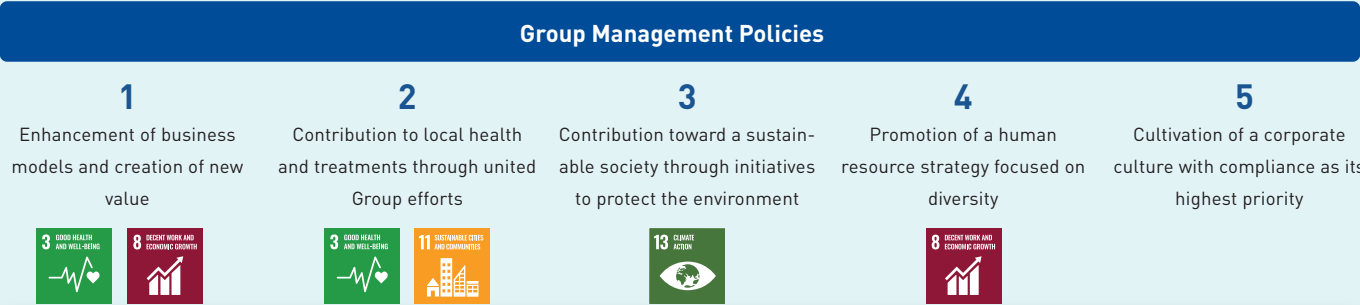 Group Management Policies
1
Enhancement of business
models and creation of new
value
3 GOOD HEALTH
AND WELL-BEING
8 DECENT WORK AND
ECONOMIC GROWTH
2
Contribution to local health
and treatments through united
Group efforts
3 GOOD HEALTH
AND WELL-BEING
11 SUSTAINABLE CITIES
AND COMMUNITIES
3
Contribution toward a sustain-
able society through initiatives
to protect the environment
13 CLIMATE
ACTION
4
Promotion of a human
resource strategy focused on
diversity
8 DECENT WORK AND
ECONOMIC GROWTH
5
Cultivation of a corporate
culture with compliance as its
highest priority